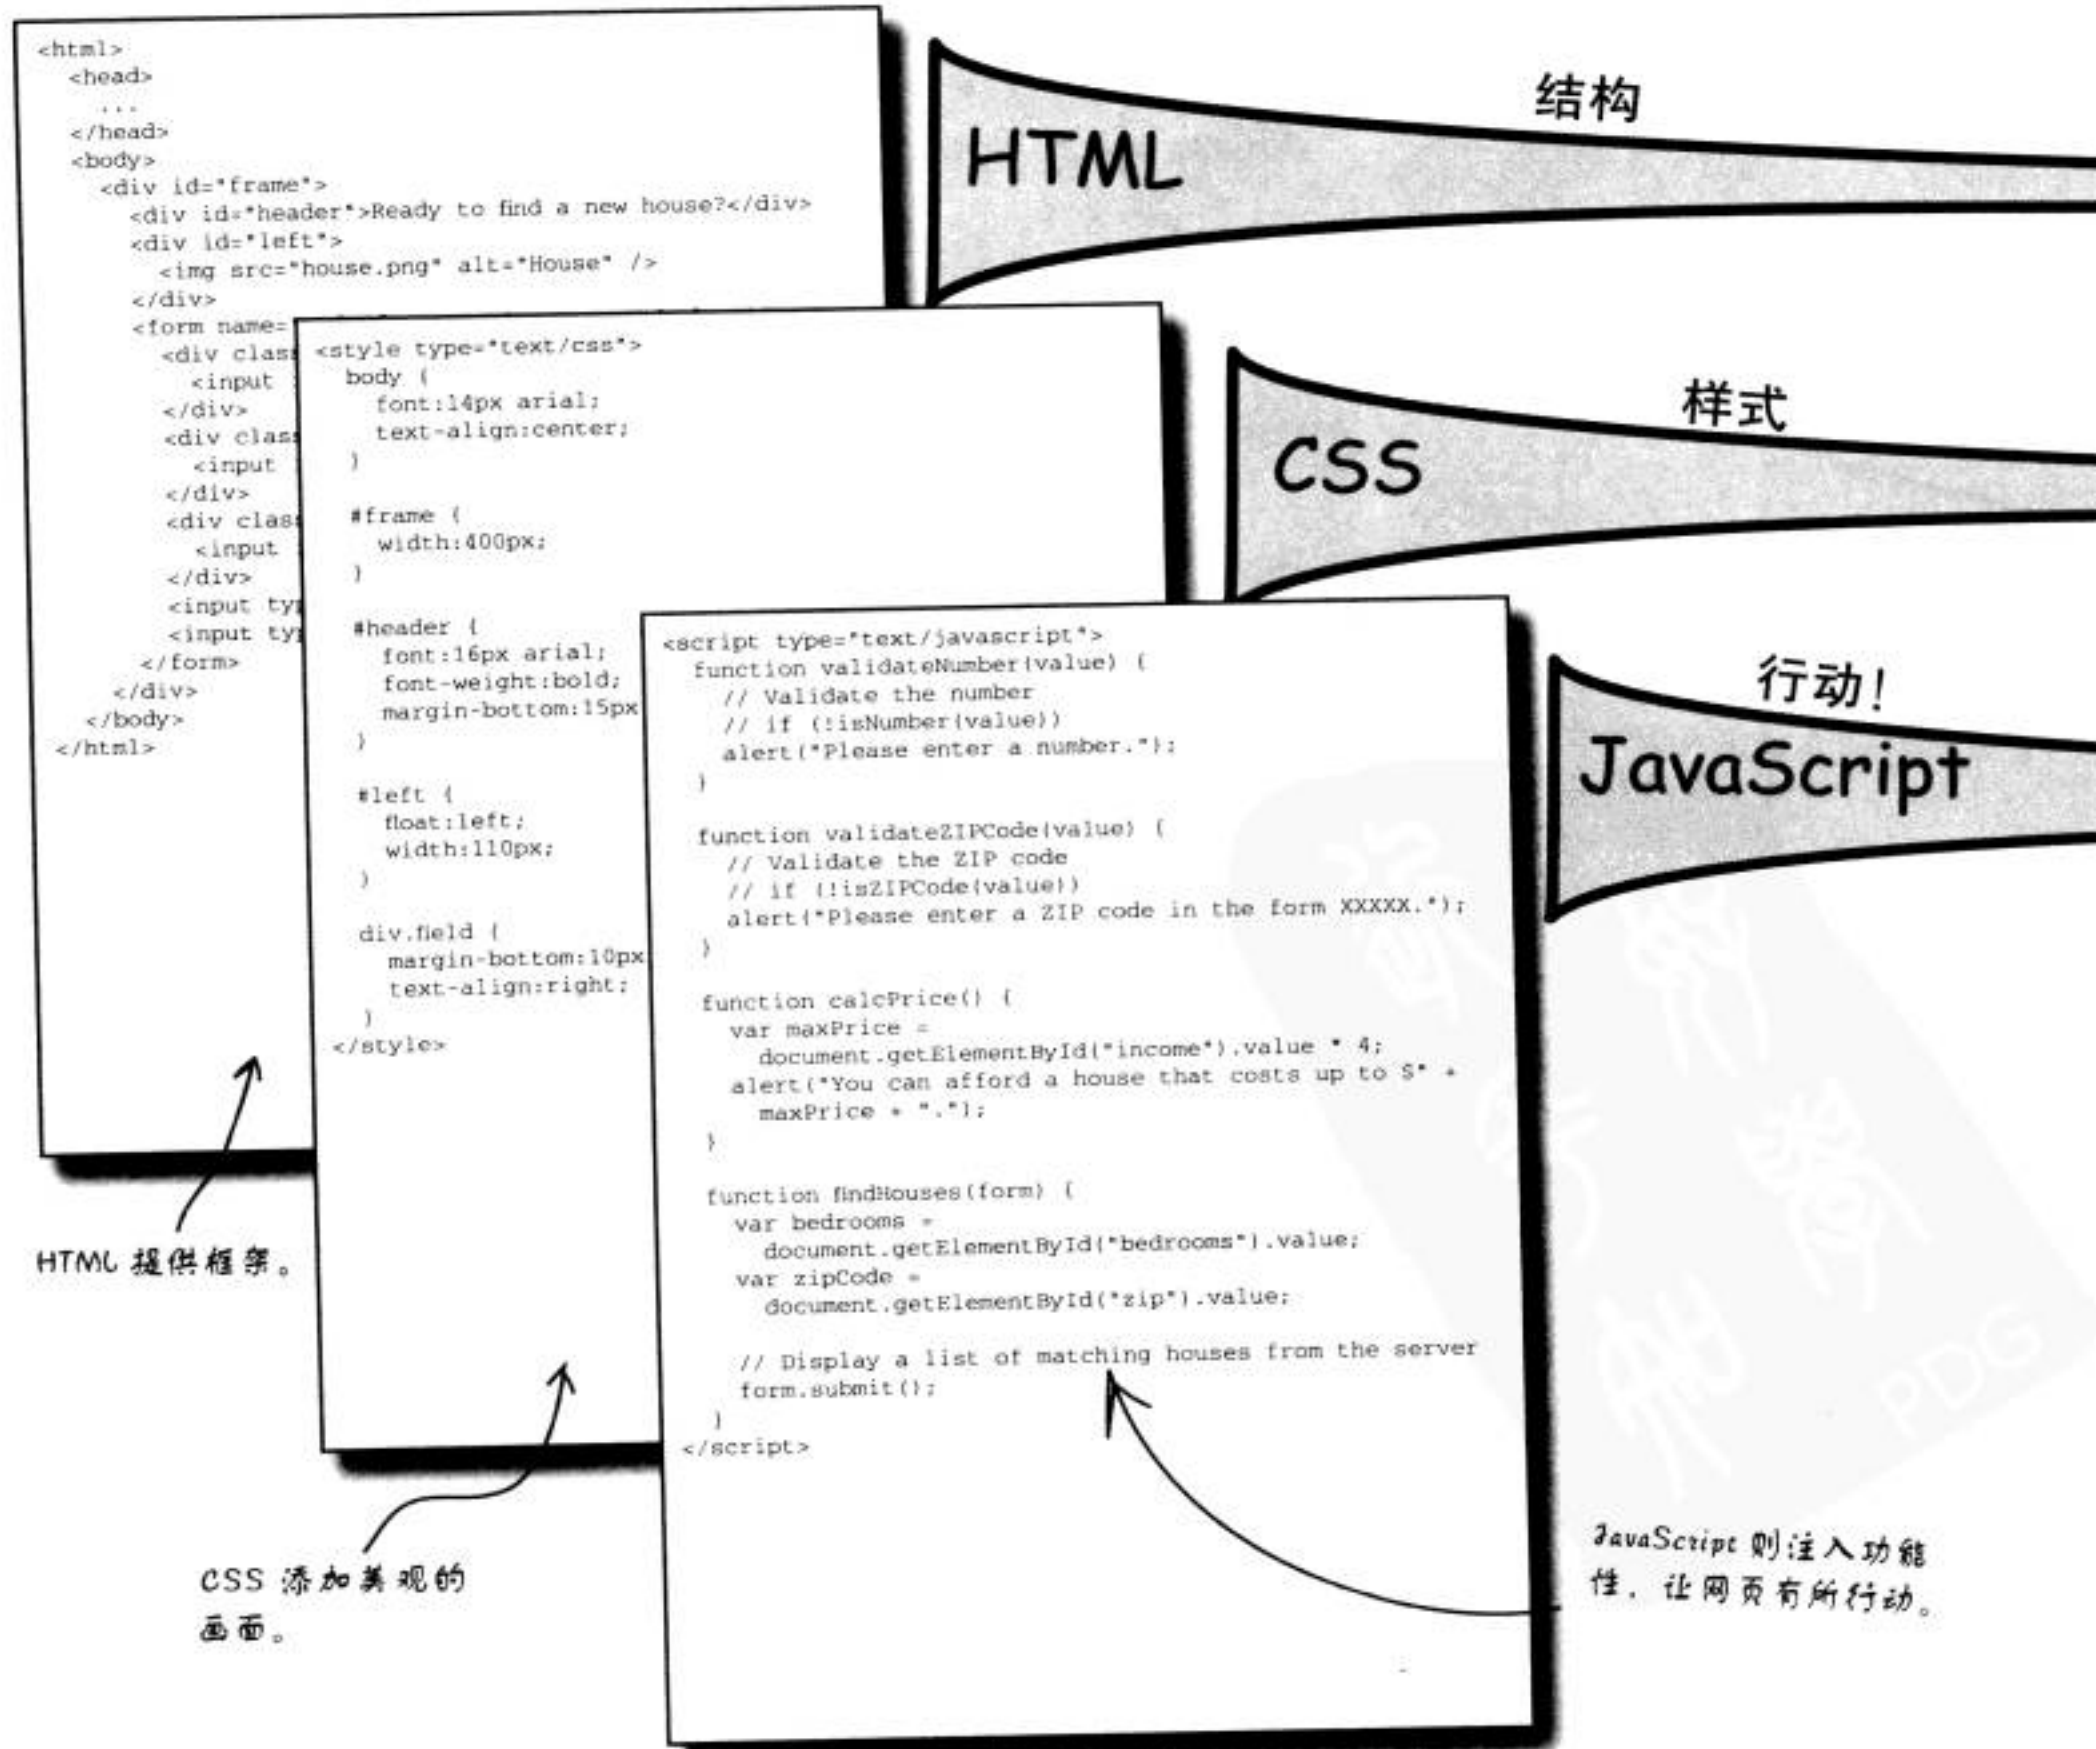 <html>
<head>
...
</head>
<body>
<div id="frame">
<div id="header">Ready to find a new house?</div>
<div id="left">
<img src="house.png" alt="House" />
</div>
<form name=
<div clas
<input
</div>
<div clas
<input
</div>
<div clas
<input
</div>
<input ty
<input ty
</form>
</div>
</body>
</html>
结构
HTML
<style type="text/css">
body {
font:14px arial;
text-align:center;
}
#frame {
width:400px;
}
#header {
font:16px arial;
font-weight:bold;
margin-bottom:15px
}
#left {
float:left;
width:110px;
}
div.field {
margin-bottom:10px
text-align:right;
}
</style>
样式
CSS
<script type="text/javascript">
function validateNumber(value) {
// Validate the number
// if (!isNumber(value))
alert("Please enter a number.");
}
function validateZIPCode(value) {
// Validate the ZIP code
// if (!isZIPCode(value))
alert("Please enter a ZIP code in the form XXXXX.");
}
function calcPrice() {
var maxPrice =
document.getElementById("income").value * 4;
alert("You can afford a house that costs up to $" +
maxPrice + ".");
}
function findHouses(form) {
var bedrooms =
document.getElementById("bedrooms").value;
var zipCode =
document.getElementById("zip").value;
// Display a list of matching houses from the server
form.submit();
}
</script>
行动!
JavaScript
HTML 提供框架。
CSS 添加美观的
画面。
JavaScript 则注入功能
性，让网页有所行动。
PDG